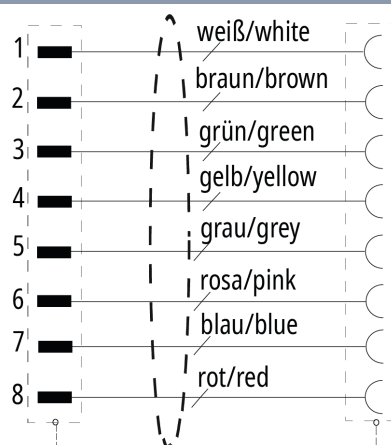 1 weiß/white
2 braun/brown
3 grün/green
4 gelb/yellow
5 grau/grey
6 rosa/pink
7 blau/blue
8 rot/red